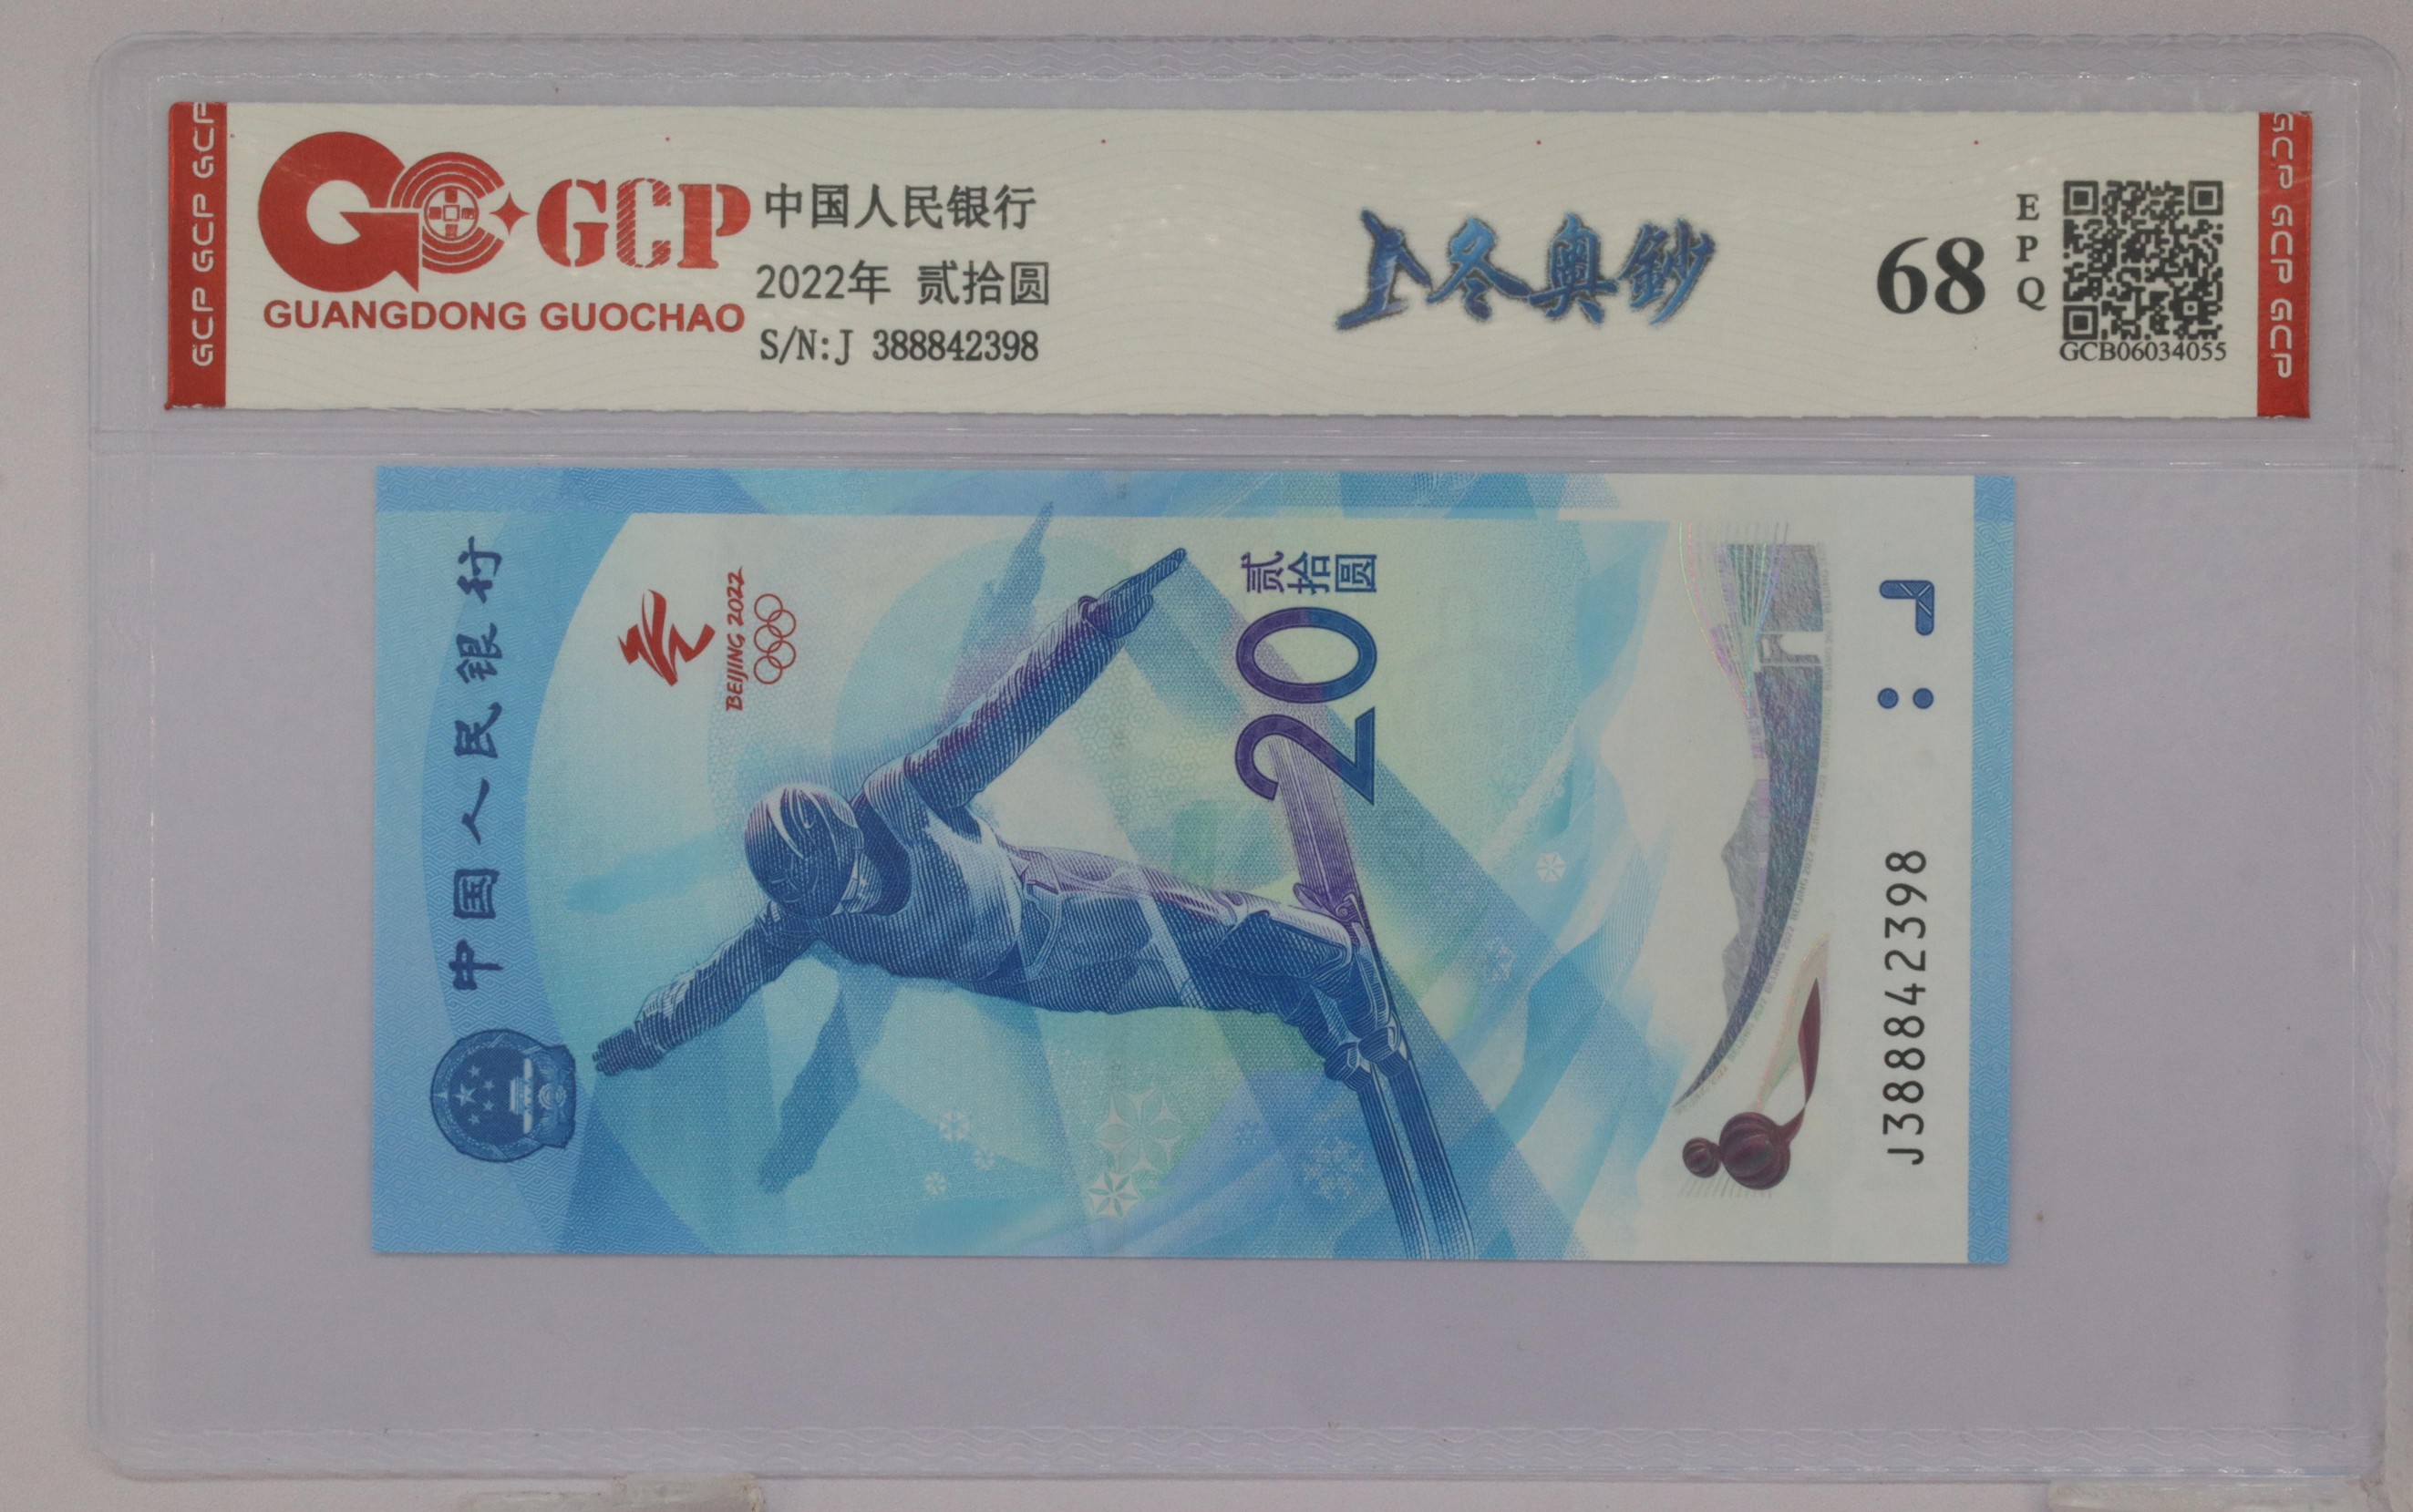 GCP GCP GCP
GCP
GUANGDONG GUOCHAO
中国人民银行
2022年 贰拾圆
S/N:J 388842398
冬奥鈔
68
EPQ
GCB06034055
GCP GCP GCP
中国人民银行
BEIJING 2022
贰拾圆
20
J388842398